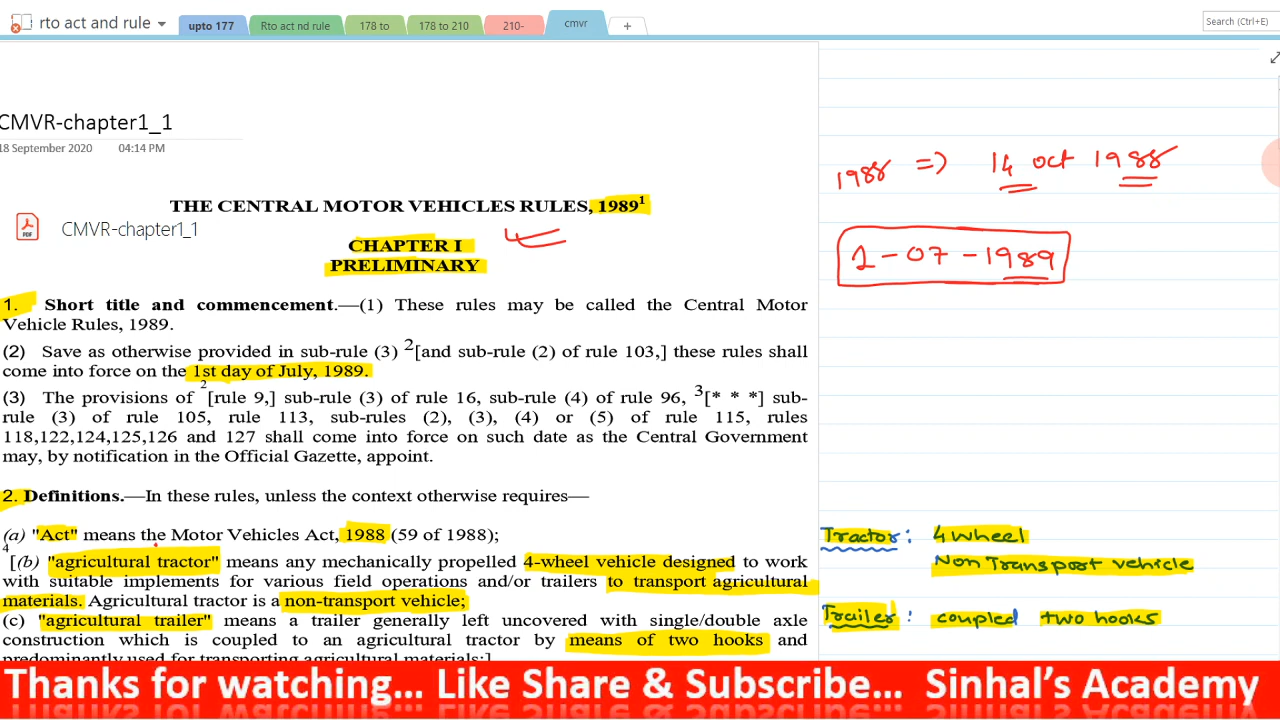 rto act and rule
upto 177
Rto act nd rule
178 to
178 to 210
210-
cmvr
+
Search (Ctrl+E)
CMVR-chapter1_1
18 September 2020 04:14 PM
1988 => 14 oct 1988
THE CENTRAL MOTOR VEHICLES RULES, 1989¹
PDF
CMVR-chapter1_1
CHAPTER I
PRELIMINARY
1-07-1989
1. Short title and commencement.—(1) These rules may be called the Central Motor
Vehicle Rules, 1989.
(2) Save as otherwise provided in sub-rule (3) ²[and sub-rule (2) of rule 103,] these rules shall
come into force on the 1st day of July, 1989.
(3) The provisions of ²[rule 9,] sub-rule (3) of rule 16, sub-rule (4) of rule 96, ³[* * *] sub-
rule (3) of rule 105, rule 113, sub-rules (2), (3), (4) or (5) of rule 115, rules
118,122,124,125,126 and 127 shall come into force on such date as the Central Government
may, by notification in the Official Gazette, appoint.
2. Definitions.—In these rules, unless the context otherwise requires—
(a) "Act" means the Motor Vehicles Act, 1988 (59 of 1988);
⁴[(b) "agricultural tractor" means any mechanically propelled 4-wheel vehicle designed to work
with suitable implements for various field operations and/or trailers to transport agricultural
materials. Agricultural tractor is a non-transport vehicle;
(c) "agricultural trailer" means a trailer generally left uncovered with single/double axle
construction which is coupled to an agricultural tractor by means of two hooks and
predominantly used for transporting agricultural materials;]
Tractor: 4 wheel
Non Transport vehicle
Trailer: coupled two hooks
Thanks for watching... Like Share & Subscribe... Sinhal's Academy